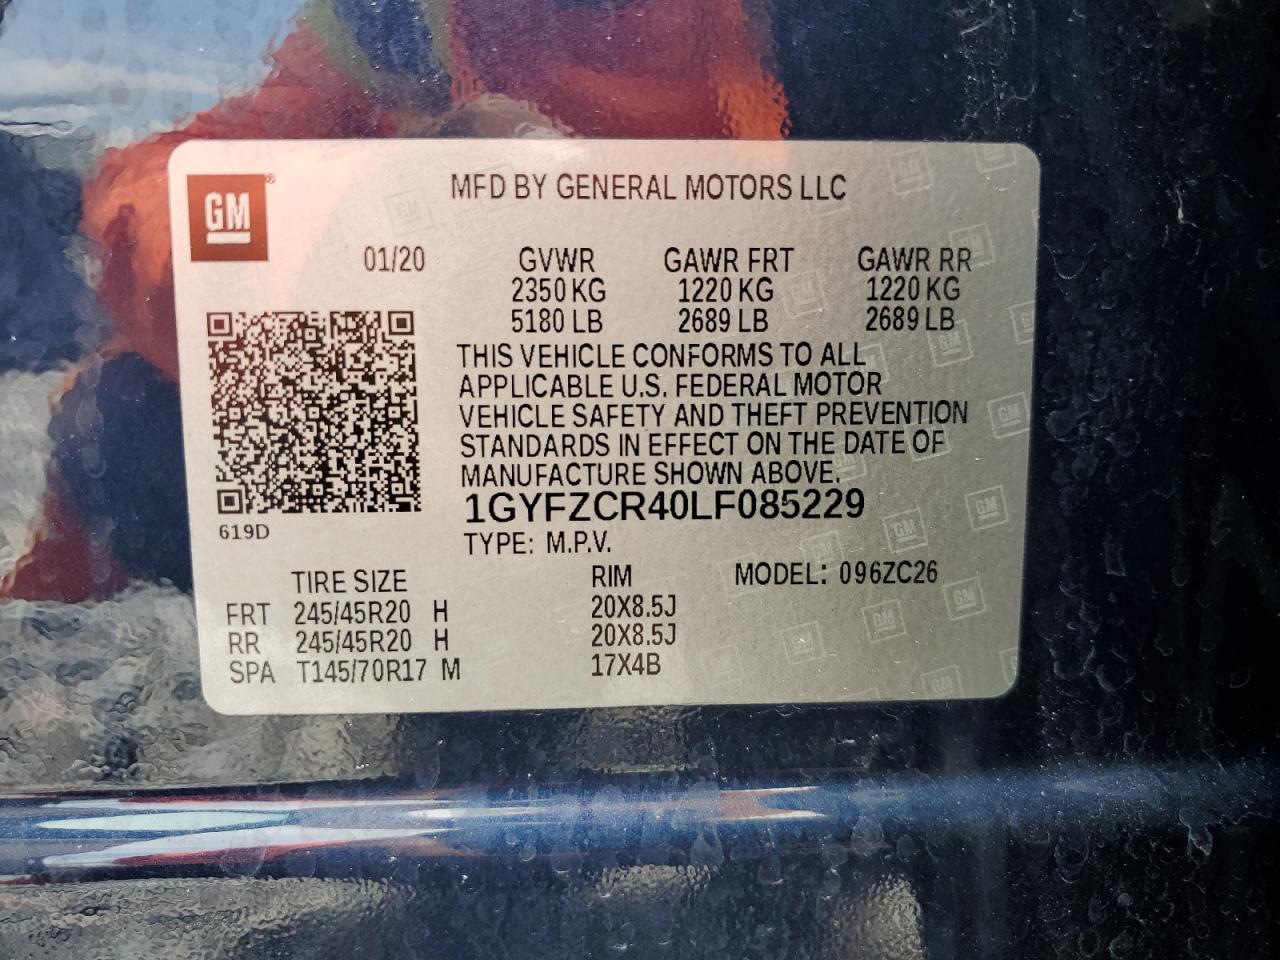 GM®
MFD BY GENERAL MOTORS LLC
01/20 GVWR GAWR FRT GAWR RR
2350 KG 1220 KG 1220 KG
5180 LB 2689 LB 2689 LB
THIS VEHICLE CONFORMS TO ALL
APPLICABLE U.S. FEDERAL MOTOR
VEHICLE SAFETY AND THEFT PREVENTION
STANDARDS IN EFFECT ON THE DATE OF
MANUFACTURE SHOWN ABOVE.
1GYFZCR40LF085229
619D
TYPE: M.P.V.
TIRE SIZE RIM MODEL: 096ZC26
FRT 245/45R20 H 20X8.5J
RR 245/45R20 H 20X8.5J
SPA T145/70R17 M 17X4B